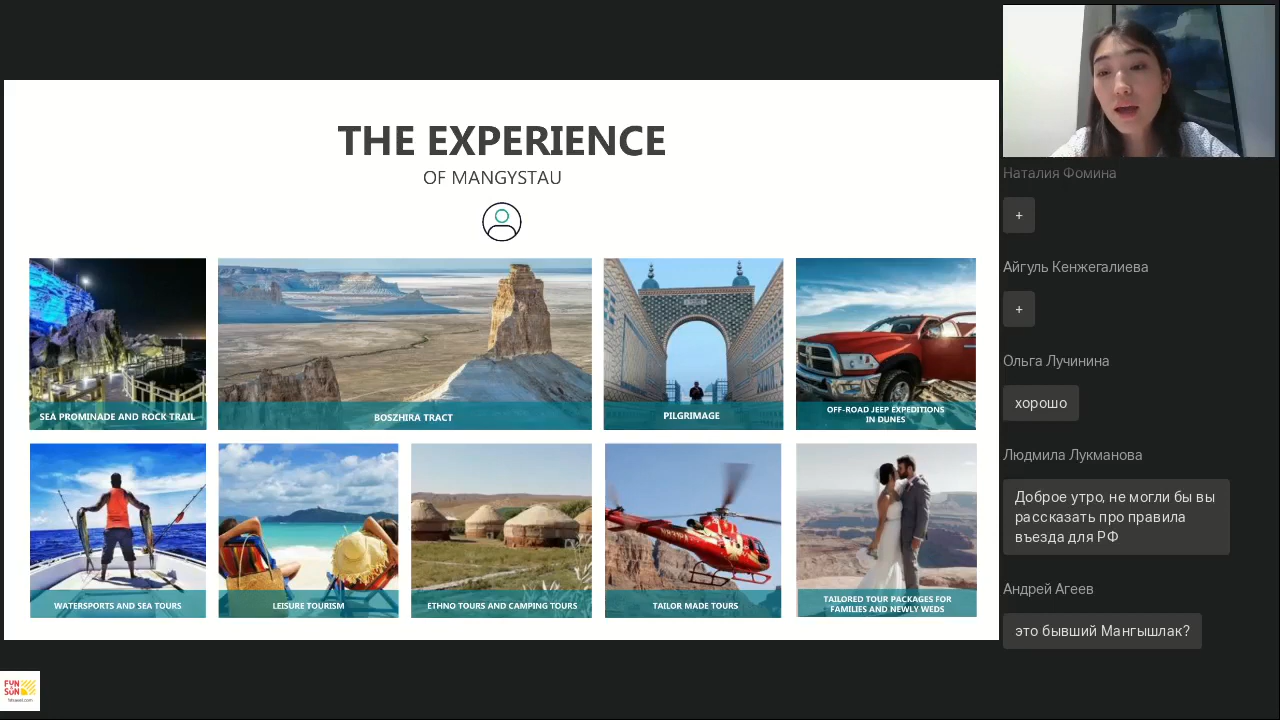 THE EXPERIENCE
OF MANGYSTAU
SEA PROMINADE AND ROCK TRAIL
BOSZHIRA TRACT
PILGRIMAGE
OFF-ROAD JEEP EXPEDITIONS
IN DUNES
WATERSPORTS AND SEA TOURS
LEISURE TOURISM
ETHNO TOURS AND CAMPING TOURS
TAILOR MADE TOURS
TAILORED TOUR PACKAGES FOR
FAMILIES AND NEWLY WEDS
Наталия Фомина
+
Айгуль Кенжегалиева
+
Ольга Лучинина
хорошо
Людмила Лукманова
Доброе утро, не могли бы вы
рассказать про правила
въезда для РФ
Андрей Агеев
это бывший Мангышлак?
FUN
SUN